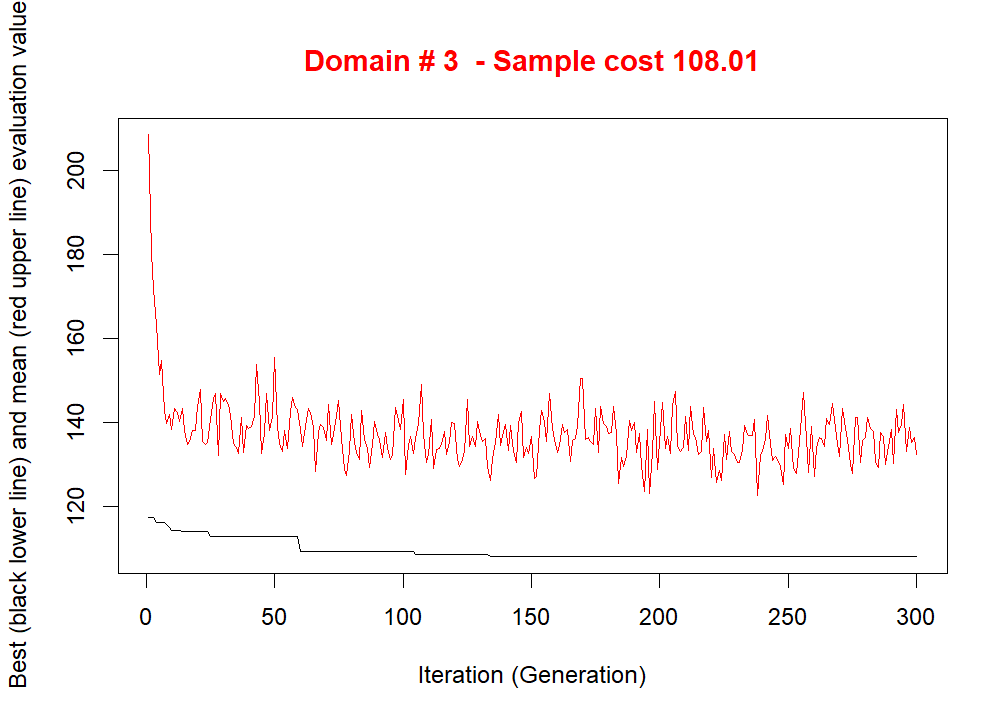 Domain # 3  - Sample cost 108.01
Best (black lower line) and mean (red upper line) evaluation value
200
180
160
140
120
0 50 100 150 200 250 300
Iteration (Generation)